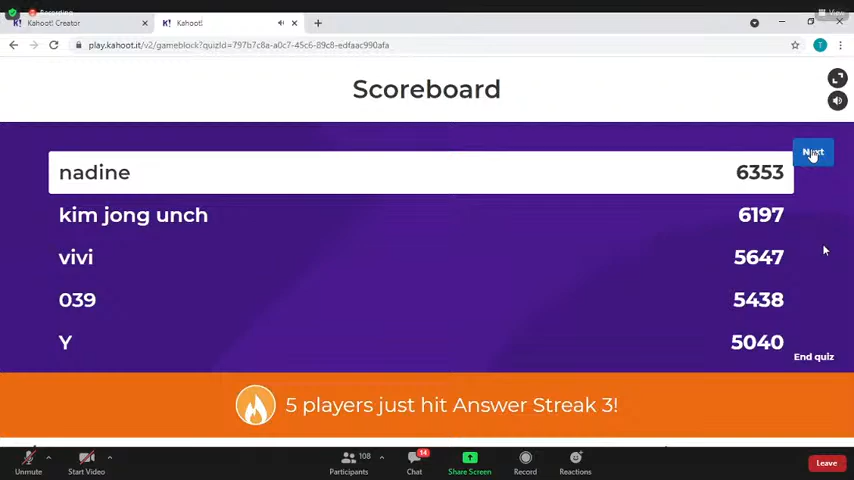 Recording
View
K! Kahoot! Creator
K! Kahoot!
play.kahoot.it/v2/gameblock?quizId=797b7c8a-a0c7-45c6-89c8-edfaac990afa
T
Scoreboard
Next
nadine 6353
kim jong unch 6197
vivi 5647
039 5438
Y 5040
End quiz
5 players just hit Answer Streak 3!
108
14
Unmute
Start Video
Participants
Chat
Share Screen
Record
Reactions
Leave